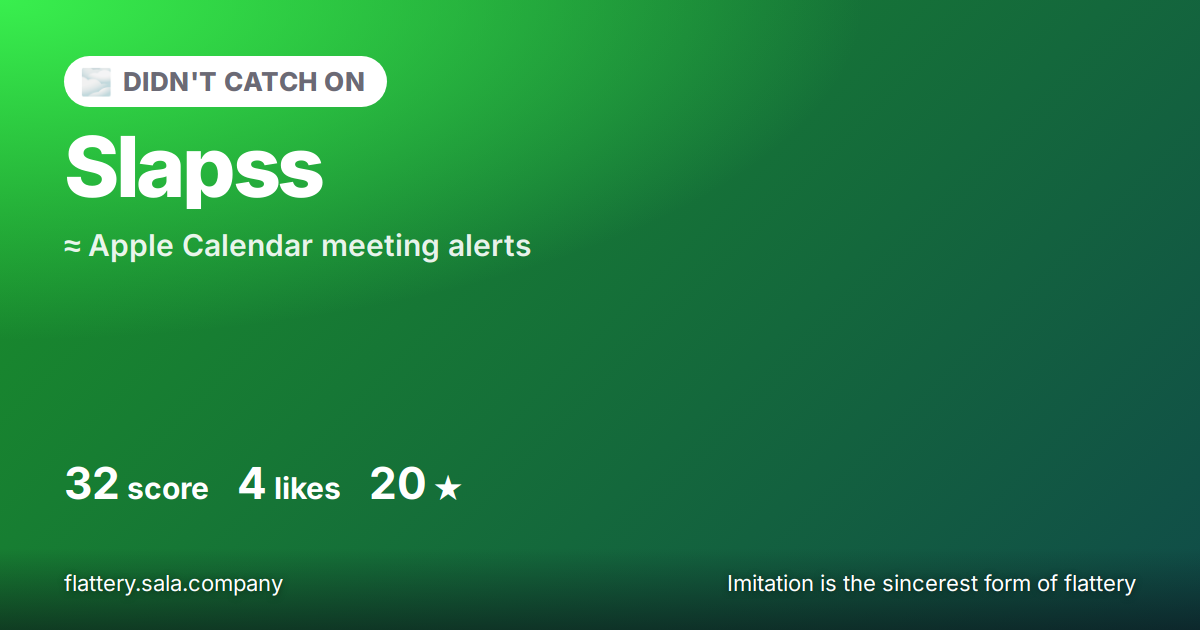 DIDN'T CATCH ON
Slapss
≈ Apple Calendar meeting alerts
32 score 4 likes 20 ★
flattery.sala.company
Imitation is the sincerest form of flattery